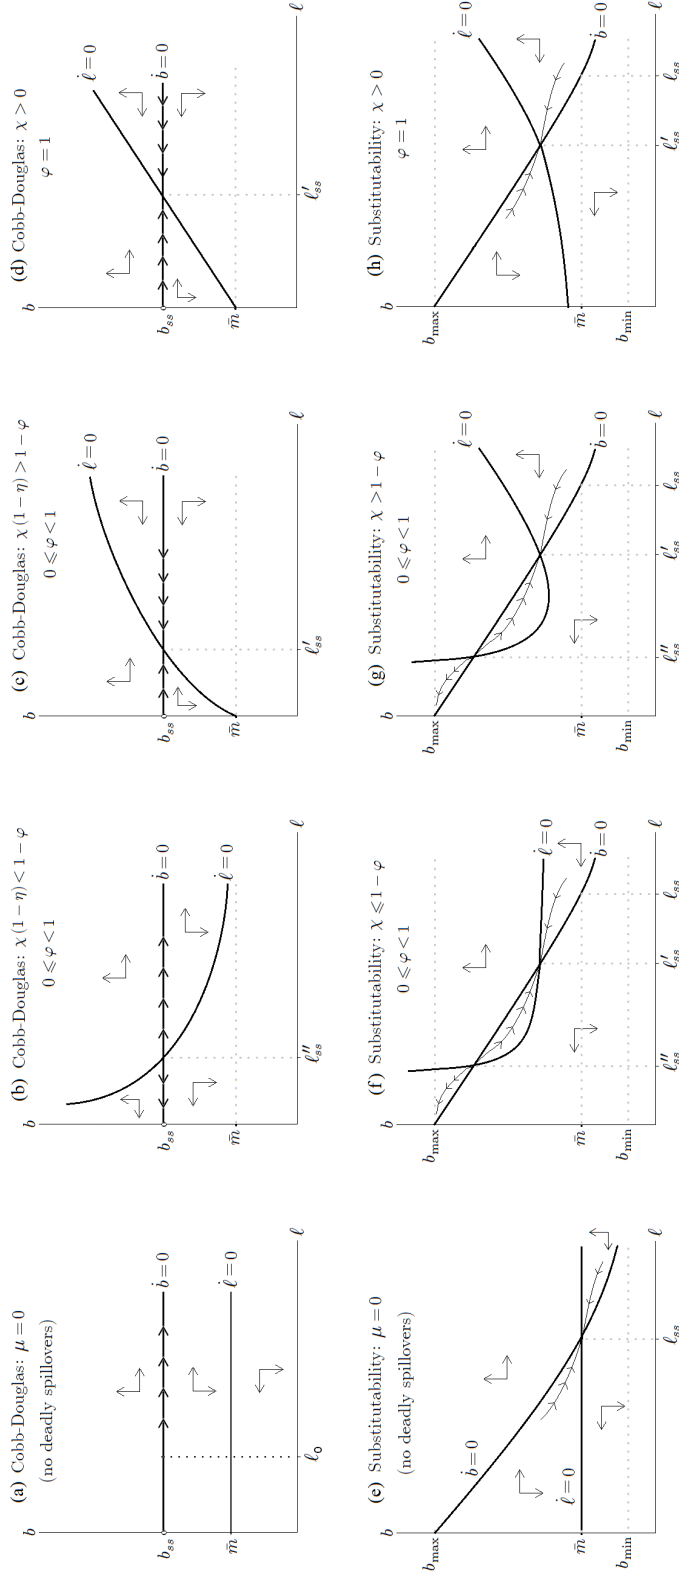 (a) Cobb-Douglas: μ = 0
(no deadly spillovers)
b
b_ss
m̄
ḃ = 0
ℓ̇ = 0
ℓ₀
ℓ
(b) Cobb-Douglas: χ(1 − η) < 1 − φ
0 ⩽ φ < 1
b
b_ss
m̄
ḃ = 0
ℓ̇ = 0
ℓ''_ss
ℓ
(c) Cobb-Douglas: χ(1 − η) > 1 − φ
0 ⩽ φ < 1
b
ℓ̇ = 0
b_ss
ḃ = 0
m̄
ℓ'_ss
ℓ
(d) Cobb-Douglas: χ > 0
φ = 1
b
ℓ̇ = 0
b_ss
ḃ = 0
m̄
ℓ'_ss
ℓ
(e) Substitutability: μ = 0
(no deadly spillovers)
b
b_max
ḃ = 0
ℓ̇ = 0
m̄
b_min
ℓ_ss
ℓ
(f) Substitutability: χ ⩽ 1 − φ
0 ⩽ φ < 1
b
b_max
ℓ̇ = 0
m̄
ḃ = 0
b_min
ℓ''_ss
ℓ'_ss
ℓ_ss
ℓ
(g) Substitutability: χ > 1 − φ
0 ⩽ φ < 1
b
b_max
ℓ̇ = 0
m̄
ḃ = 0
b_min
ℓ''_ss
ℓ'_ss
ℓ_ss
ℓ
(h) Substitutability: χ > 0
φ = 1
b
b_max
ℓ̇ = 0
m̄
ḃ = 0
b_min
ℓ'_ss
ℓ_ss
ℓ